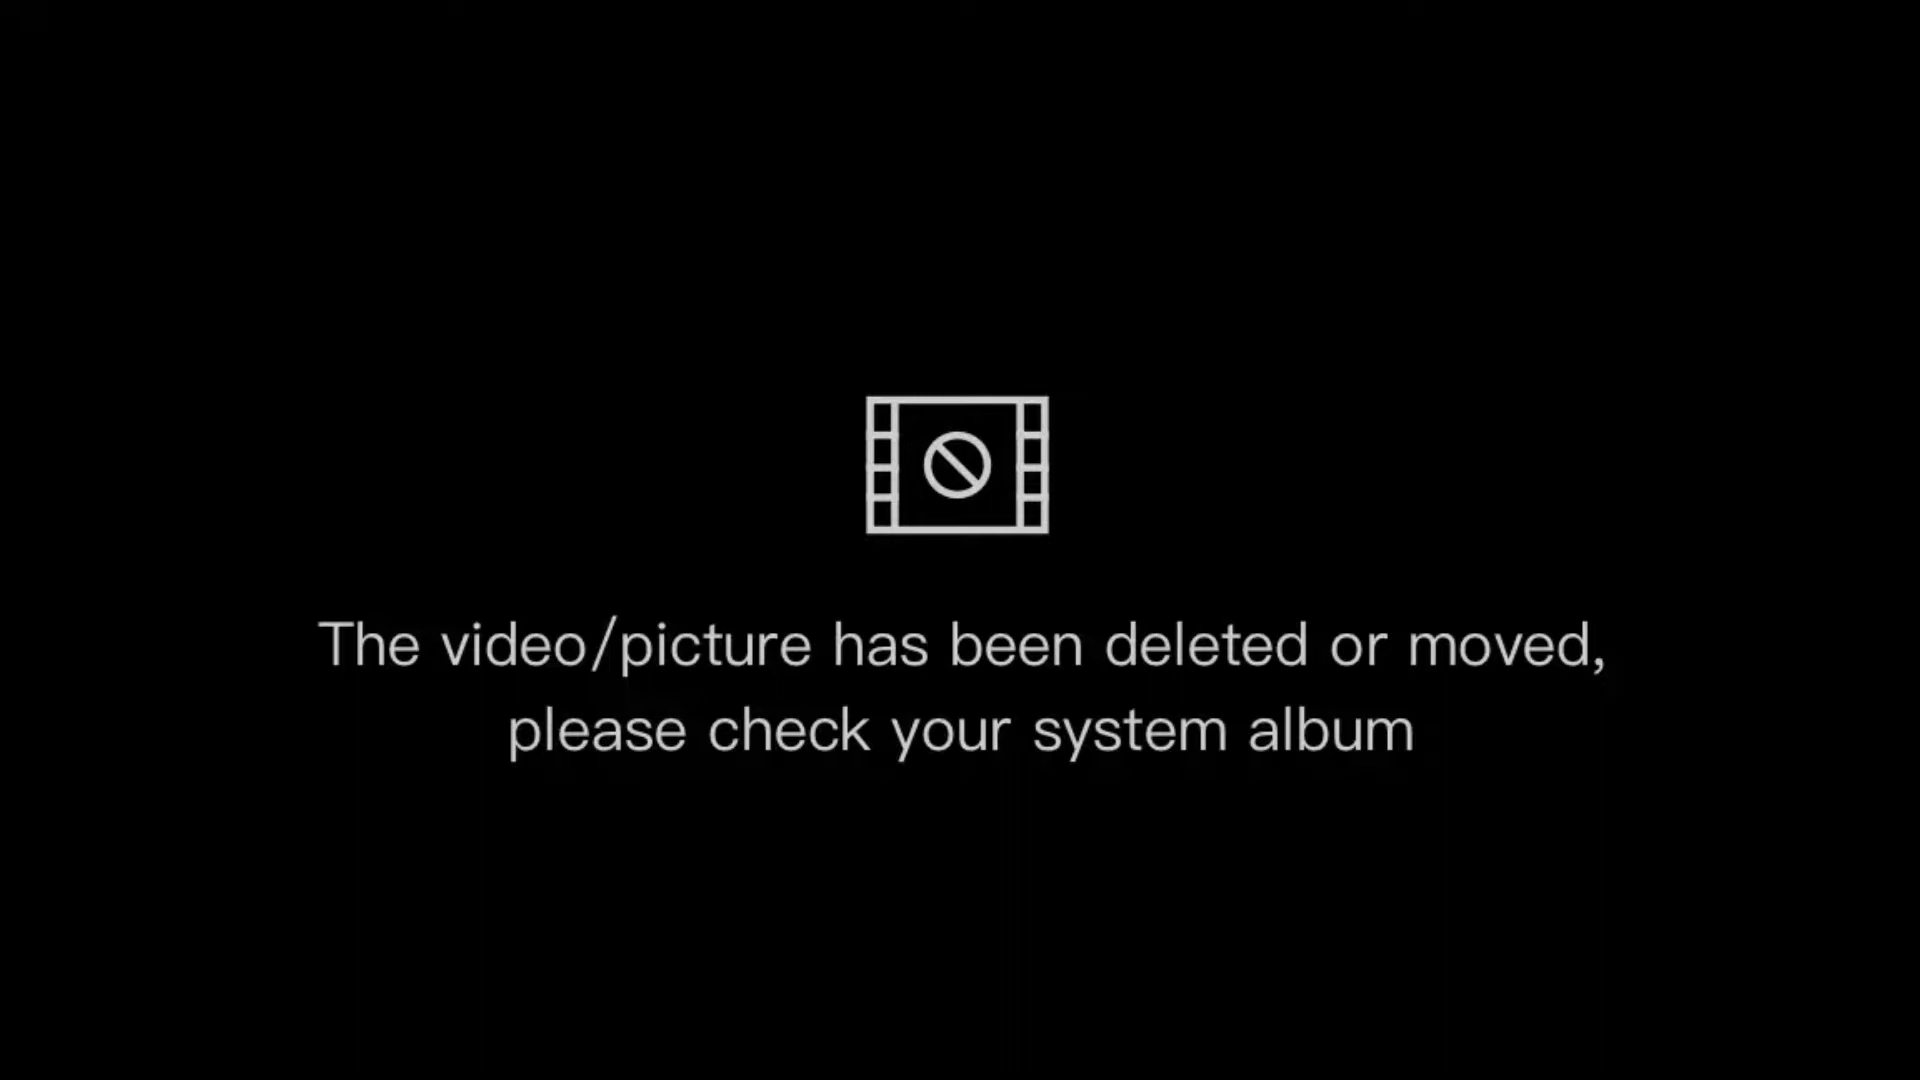 The video/picture has been deleted or moved,
please check your system album